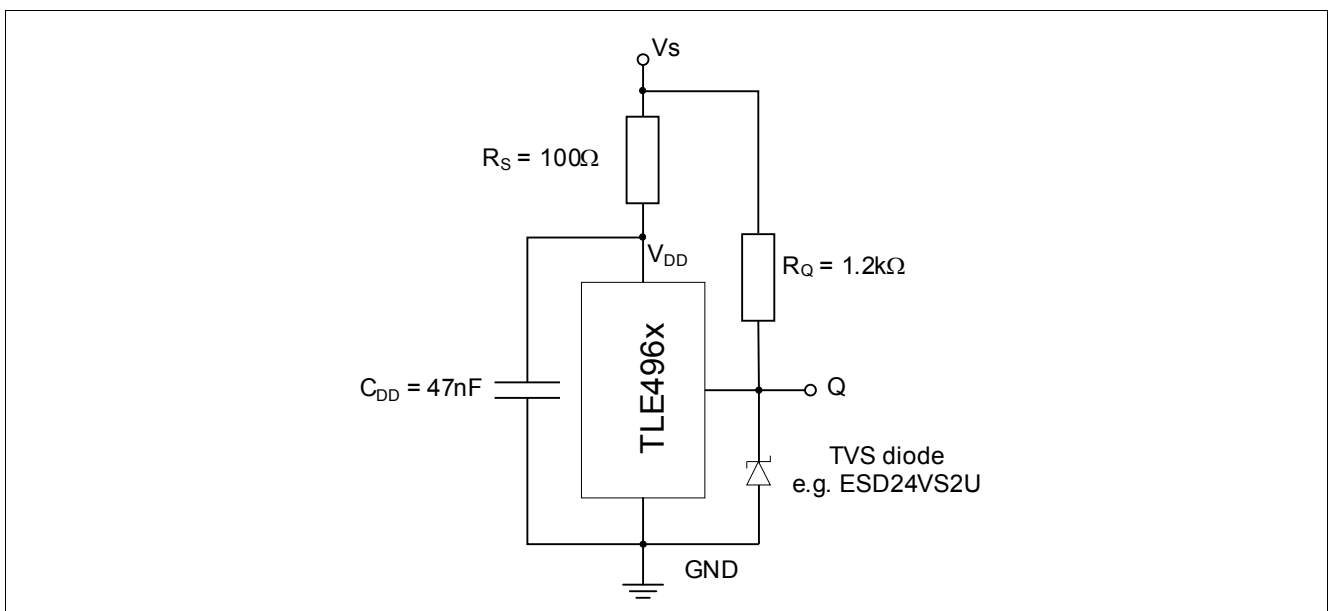 Vs
R_S = 100Ω
V_DD
R_Q = 1.2kΩ
TLE496x
C_DD = 47nF
Q
TVS diode
e.g. ESD24VS2U
GND